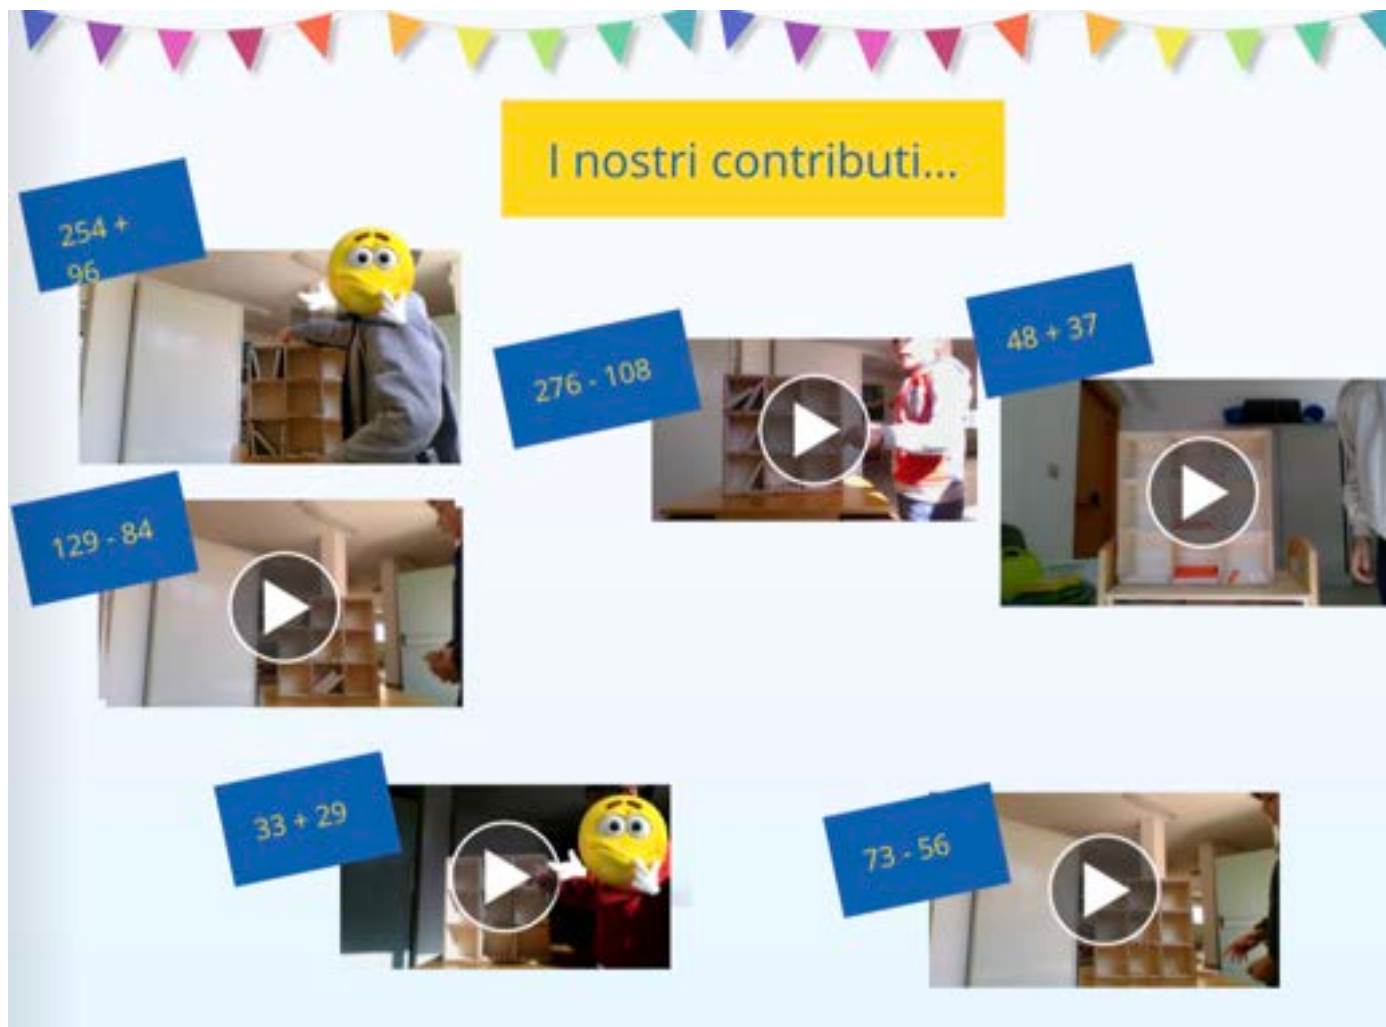 I nostri contributi...
254 +
96
276 - 108
48 + 37
129 - 84
33 + 29
73 - 56